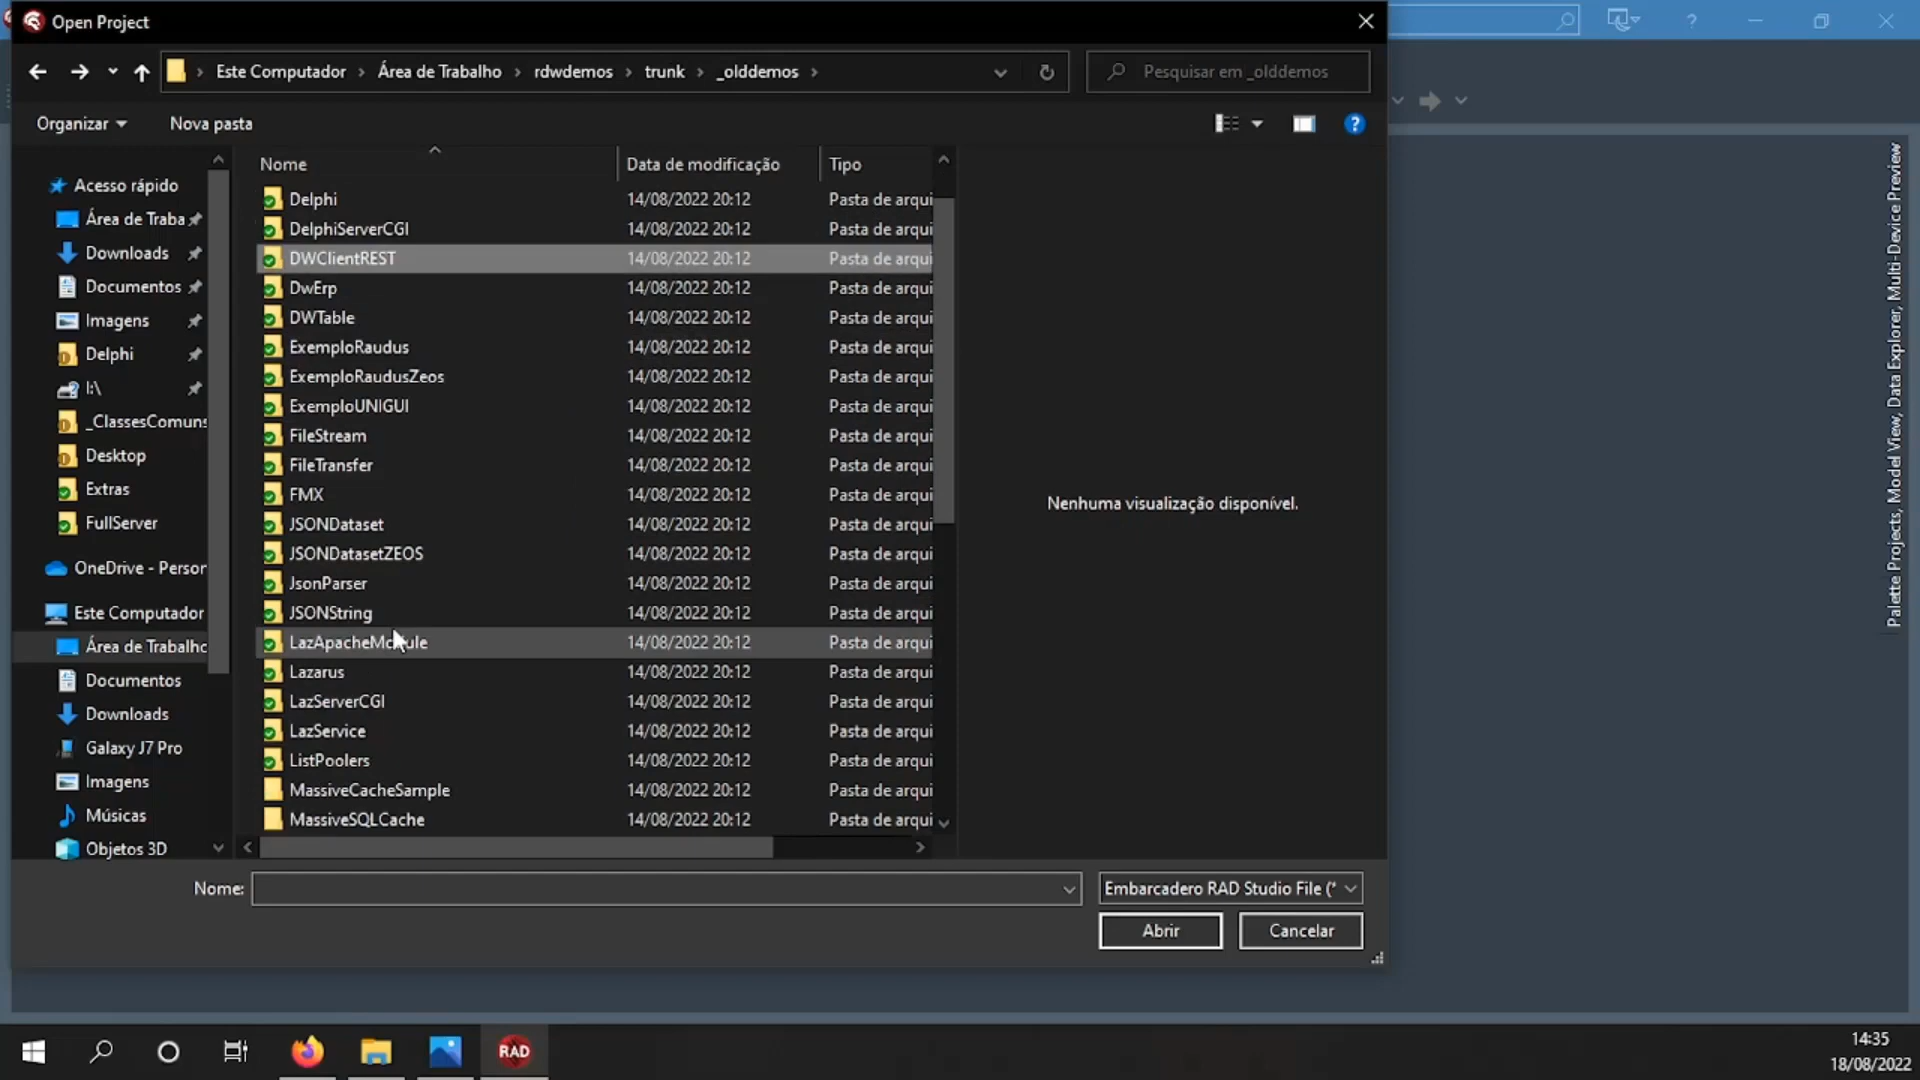 Open Project
Este Computador › Área de Trabalho › rdwdemos › trunk › _olddemos ›
Pesquisar em _olddemos
?
Organizar
Nova pasta
?
Nome
Data de modificação
Tipo
Acesso rápido
Área de Traba
Downloads
Documentos
Imagens
Delphi
I:\
_ClassesComuns
Desktop
Extras
FullServer
OneDrive - Person
Este Computador
Área de Trabalho
Documentos
Downloads
Galaxy J7 Pro
Imagens
Músicas
Objetos 3D
Delphi 14/08/2022 20:12 Pasta de arqui
DelphiServerCGI 14/08/2022 20:12 Pasta de arqui
DWClientREST 14/08/2022 20:12 Pasta de arqui
DwErp 14/08/2022 20:12 Pasta de arqui
DWTable 14/08/2022 20:12 Pasta de arqui
ExemploRaudus 14/08/2022 20:12 Pasta de arqui
ExemploRaudusZeos 14/08/2022 20:12 Pasta de arqui
ExemploUNIGUI 14/08/2022 20:12 Pasta de arqui
FileStream 14/08/2022 20:12 Pasta de arqui
FileTransfer 14/08/2022 20:12 Pasta de arqui
FMX 14/08/2022 20:12 Pasta de arqui
JSONDataset 14/08/2022 20:12 Pasta de arqui
JSONDatasetZEOS 14/08/2022 20:12 Pasta de arqui
JsonParser 14/08/2022 20:12 Pasta de arqui
JSONString 14/08/2022 20:12 Pasta de arqui
LazApacheModule 14/08/2022 20:12 Pasta de arqui
Lazarus 14/08/2022 20:12 Pasta de arqui
LazServerCGI 14/08/2022 20:12 Pasta de arqui
LazService 14/08/2022 20:12 Pasta de arqui
ListPoolers 14/08/2022 20:12 Pasta de arqui
MassiveCacheSample 14/08/2022 20:12 Pasta de arqui
MassiveSQLCache 14/08/2022 20:12 Pasta de arqui
Nenhuma visualização disponível.
Palette Projects, Model View, Data Explorer, Multi-Device Preview
Nome:
Embarcadero RAD Studio File (*
Abrir
Cancelar
RAD
14:35
18/08/2022